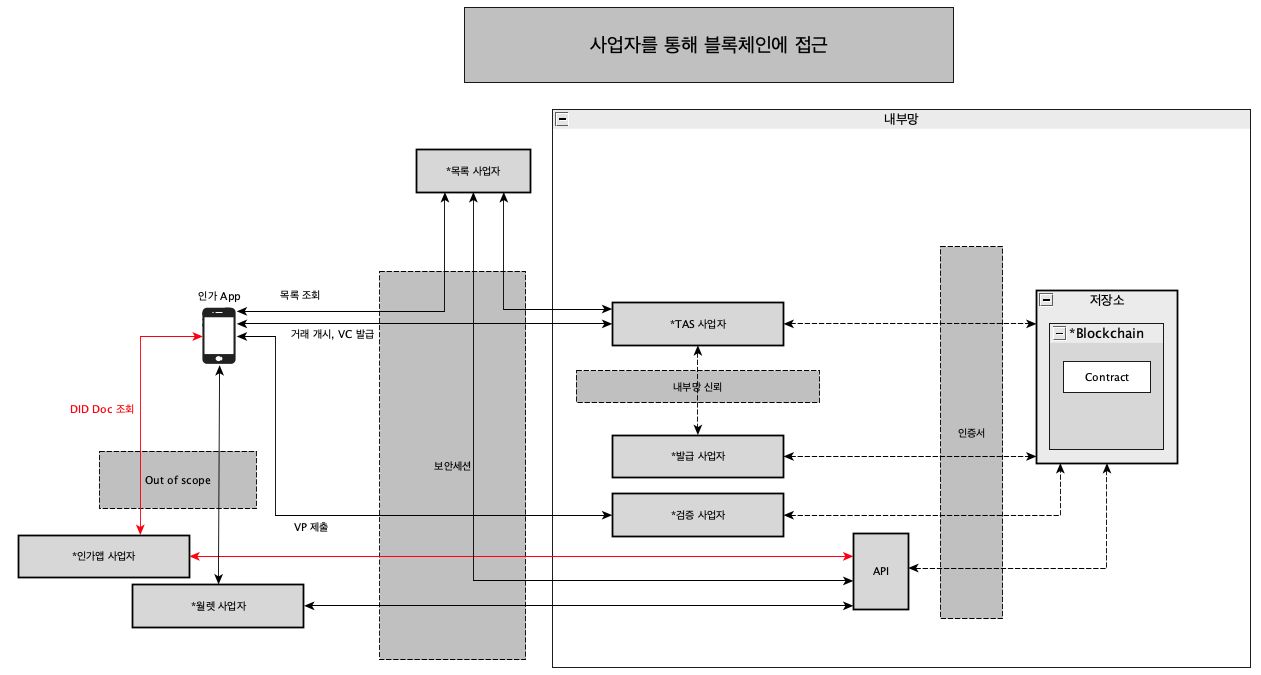 사업자를 통해 블록체인에 접근
내부망
*목록 사업자
인가 App
목록 조회
거래 개시, VC 발급
*TAS 사업자
저장소
*Blockchain
Contract
내부망 신뢰
DID Doc 조회
인증서
*발급 사업자
보안세션
Out of scope
*검증 사업자
VP 제출
*인가앱 사업자
API
*월렛 사업자